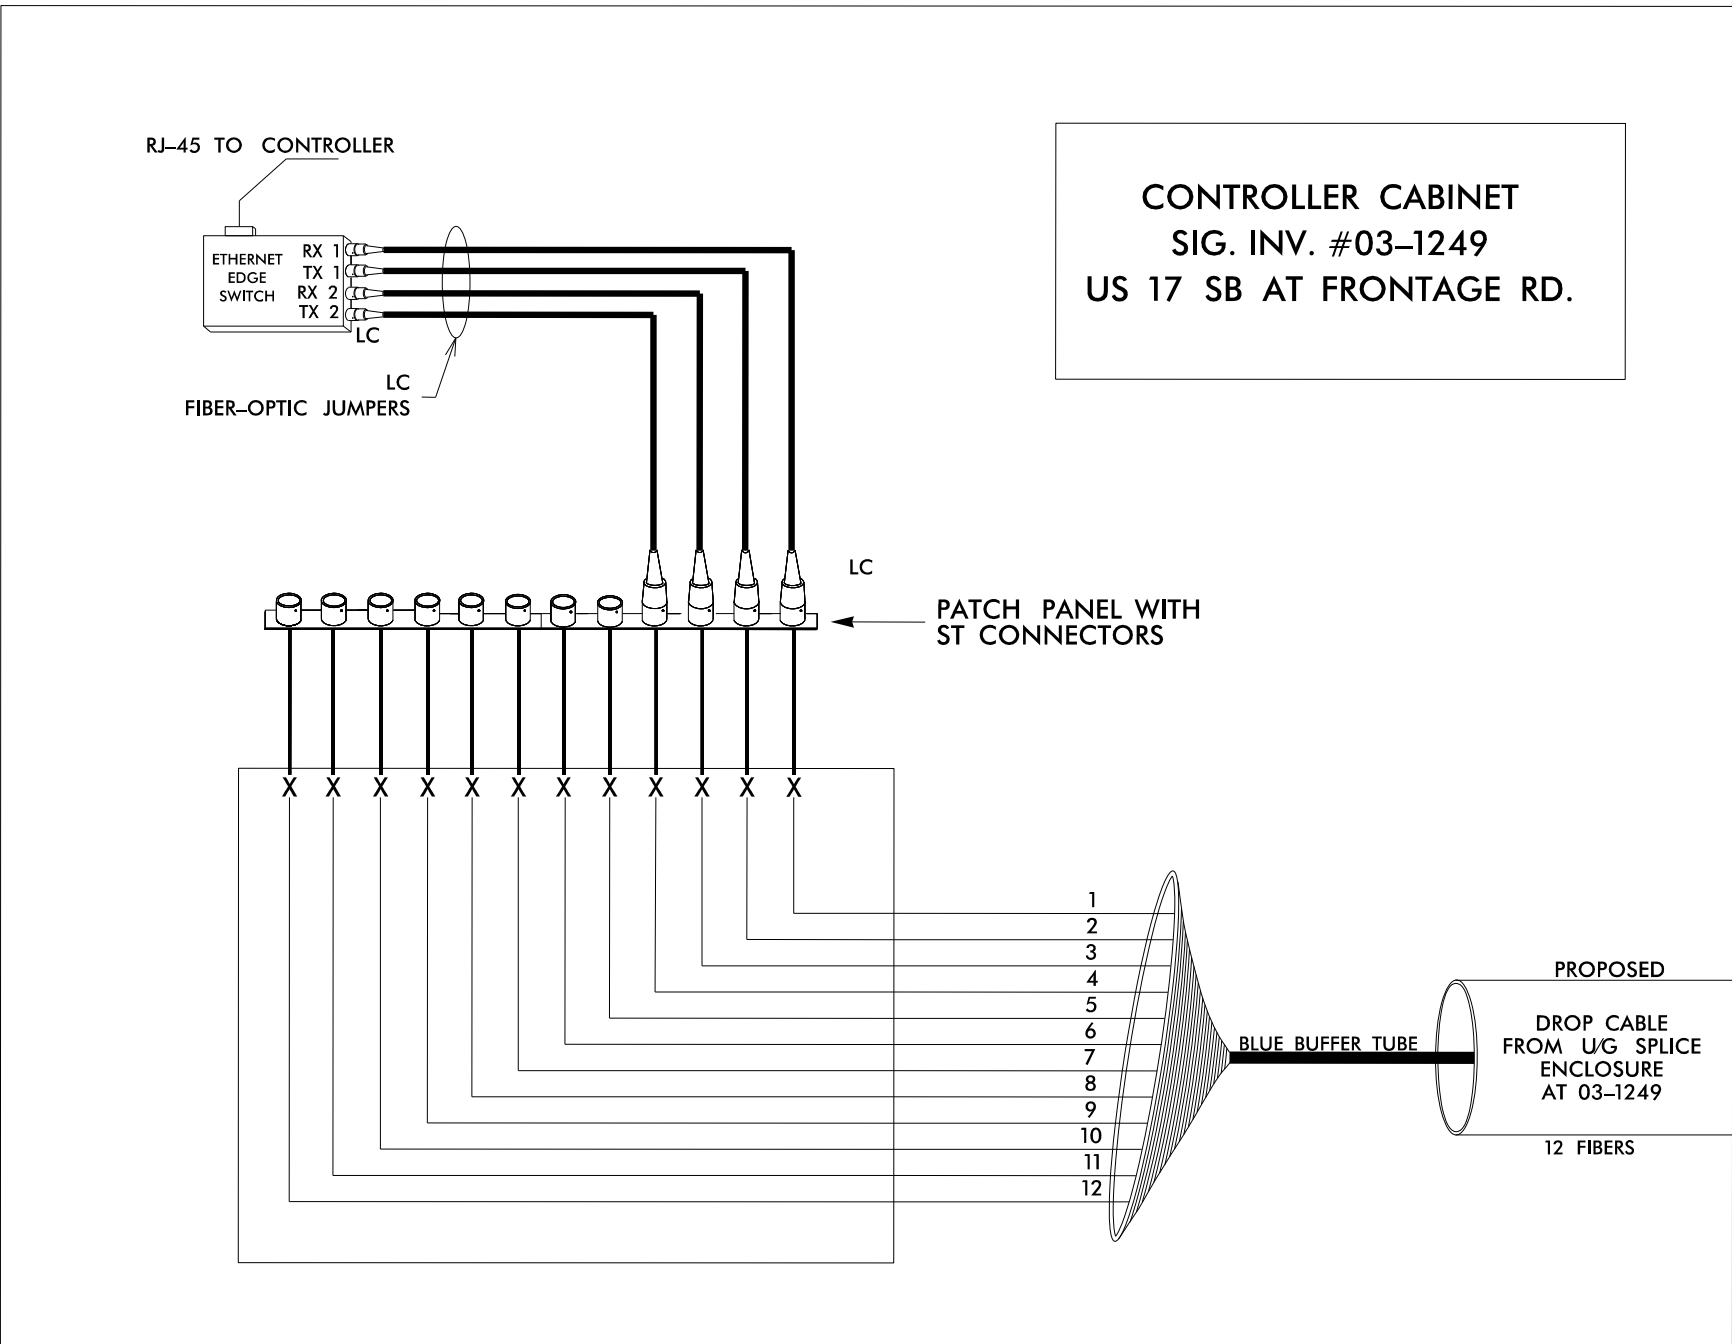 RJ–45 TO CONTROLLER
CONTROLLER CABINET
SIG. INV. #03–1249
US 17 SB AT FRONTAGE RD.
ETHERNET
EDGE
SWITCH
RX 1
TX 1
RX 2
TX 2
LC
LC
FIBER–OPTIC JUMPERS
LC
PATCH PANEL WITH
ST CONNECTORS
X X X X X X X X X X X X
1
2
3
4
5
6
7
8
9
10
11
12
BLUE BUFFER TUBE
PROPOSED
DROP CABLE
FROM U/G SPLICE
ENCLOSURE
AT 03–1249
12 FIBERS